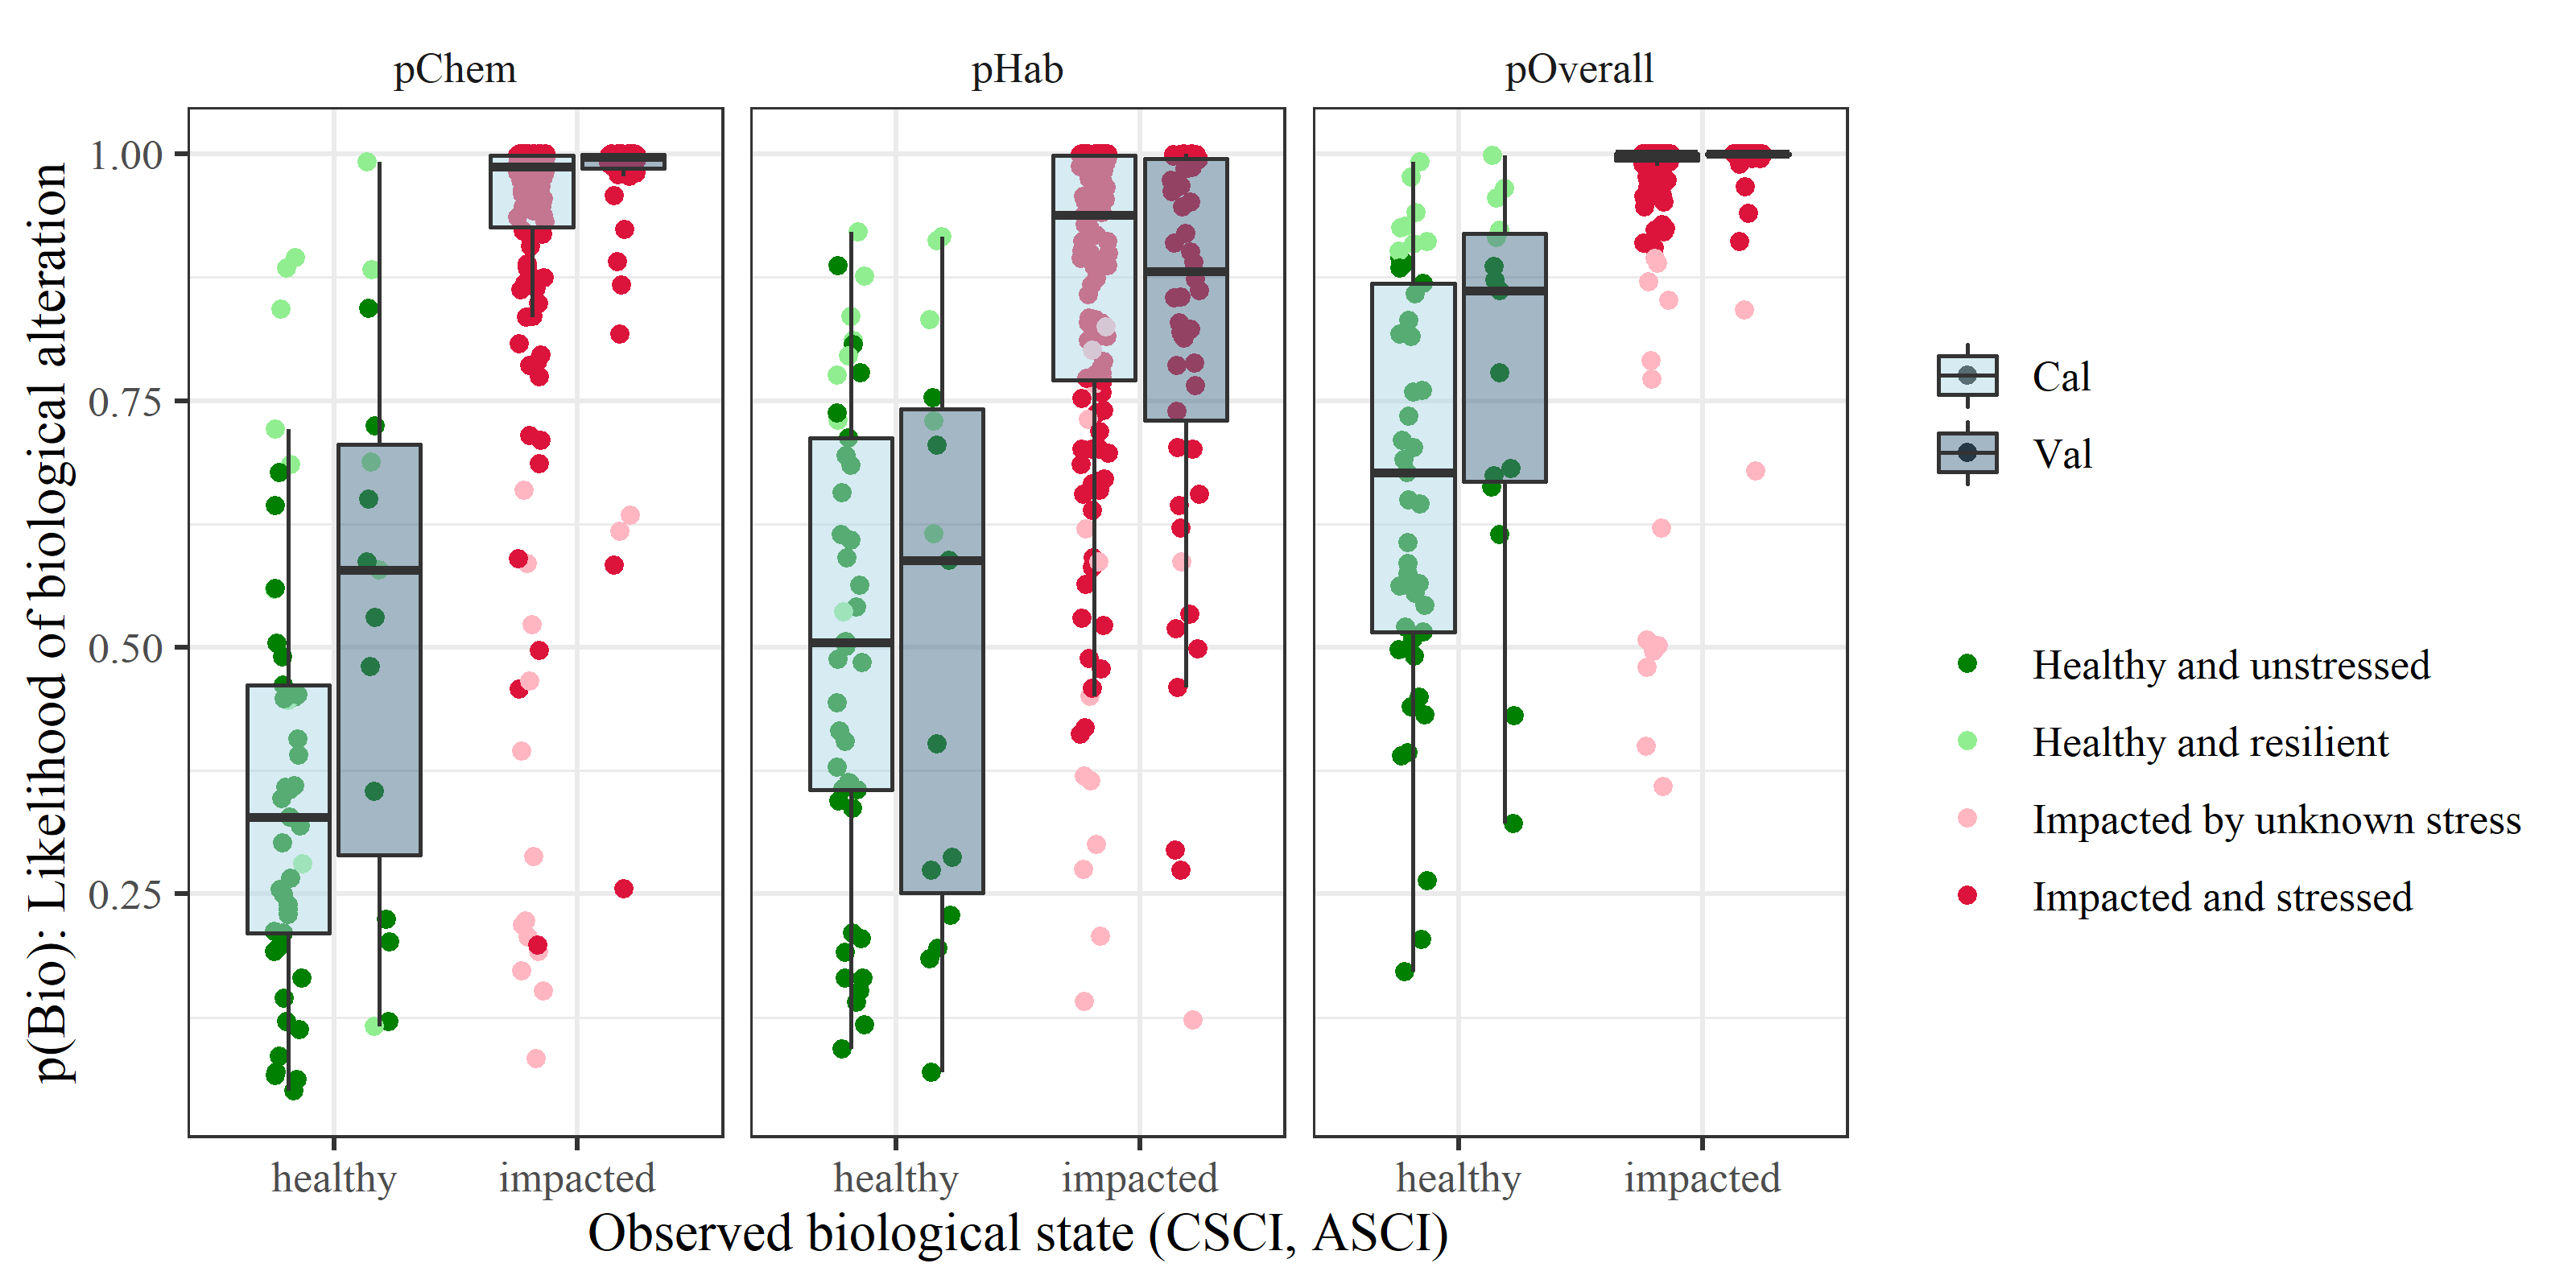 pChem
pHab
pOverall
p(Bio): Likelihood of biological alteration
1.00
0.75
0.50
0.25
healthy
impacted
healthy
impacted
healthy
impacted
Observed biological state (CSCI, ASCI)
Cal
Val
Healthy and unstressed
Healthy and resilient
Impacted by unknown stress
Impacted and stressed